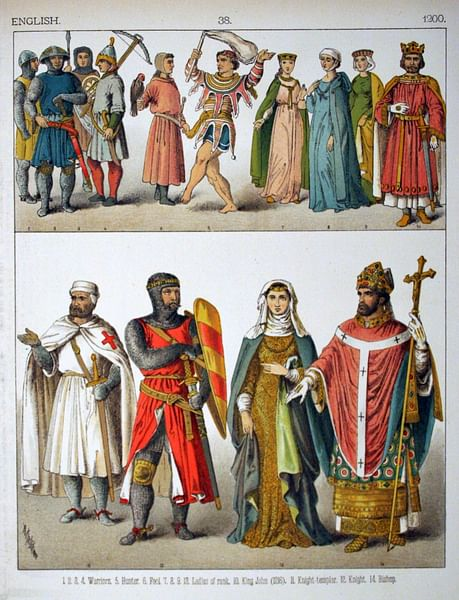 ENGLISH.
38.
1200.
1. 2. 3. 4. Warriors. 5. Hunter. 6. Fool. 7. 8. 9. 13. Ladies of rank. 10. King John (1216). 11. Knight-templar. 12. Knight. 14. Bishop.